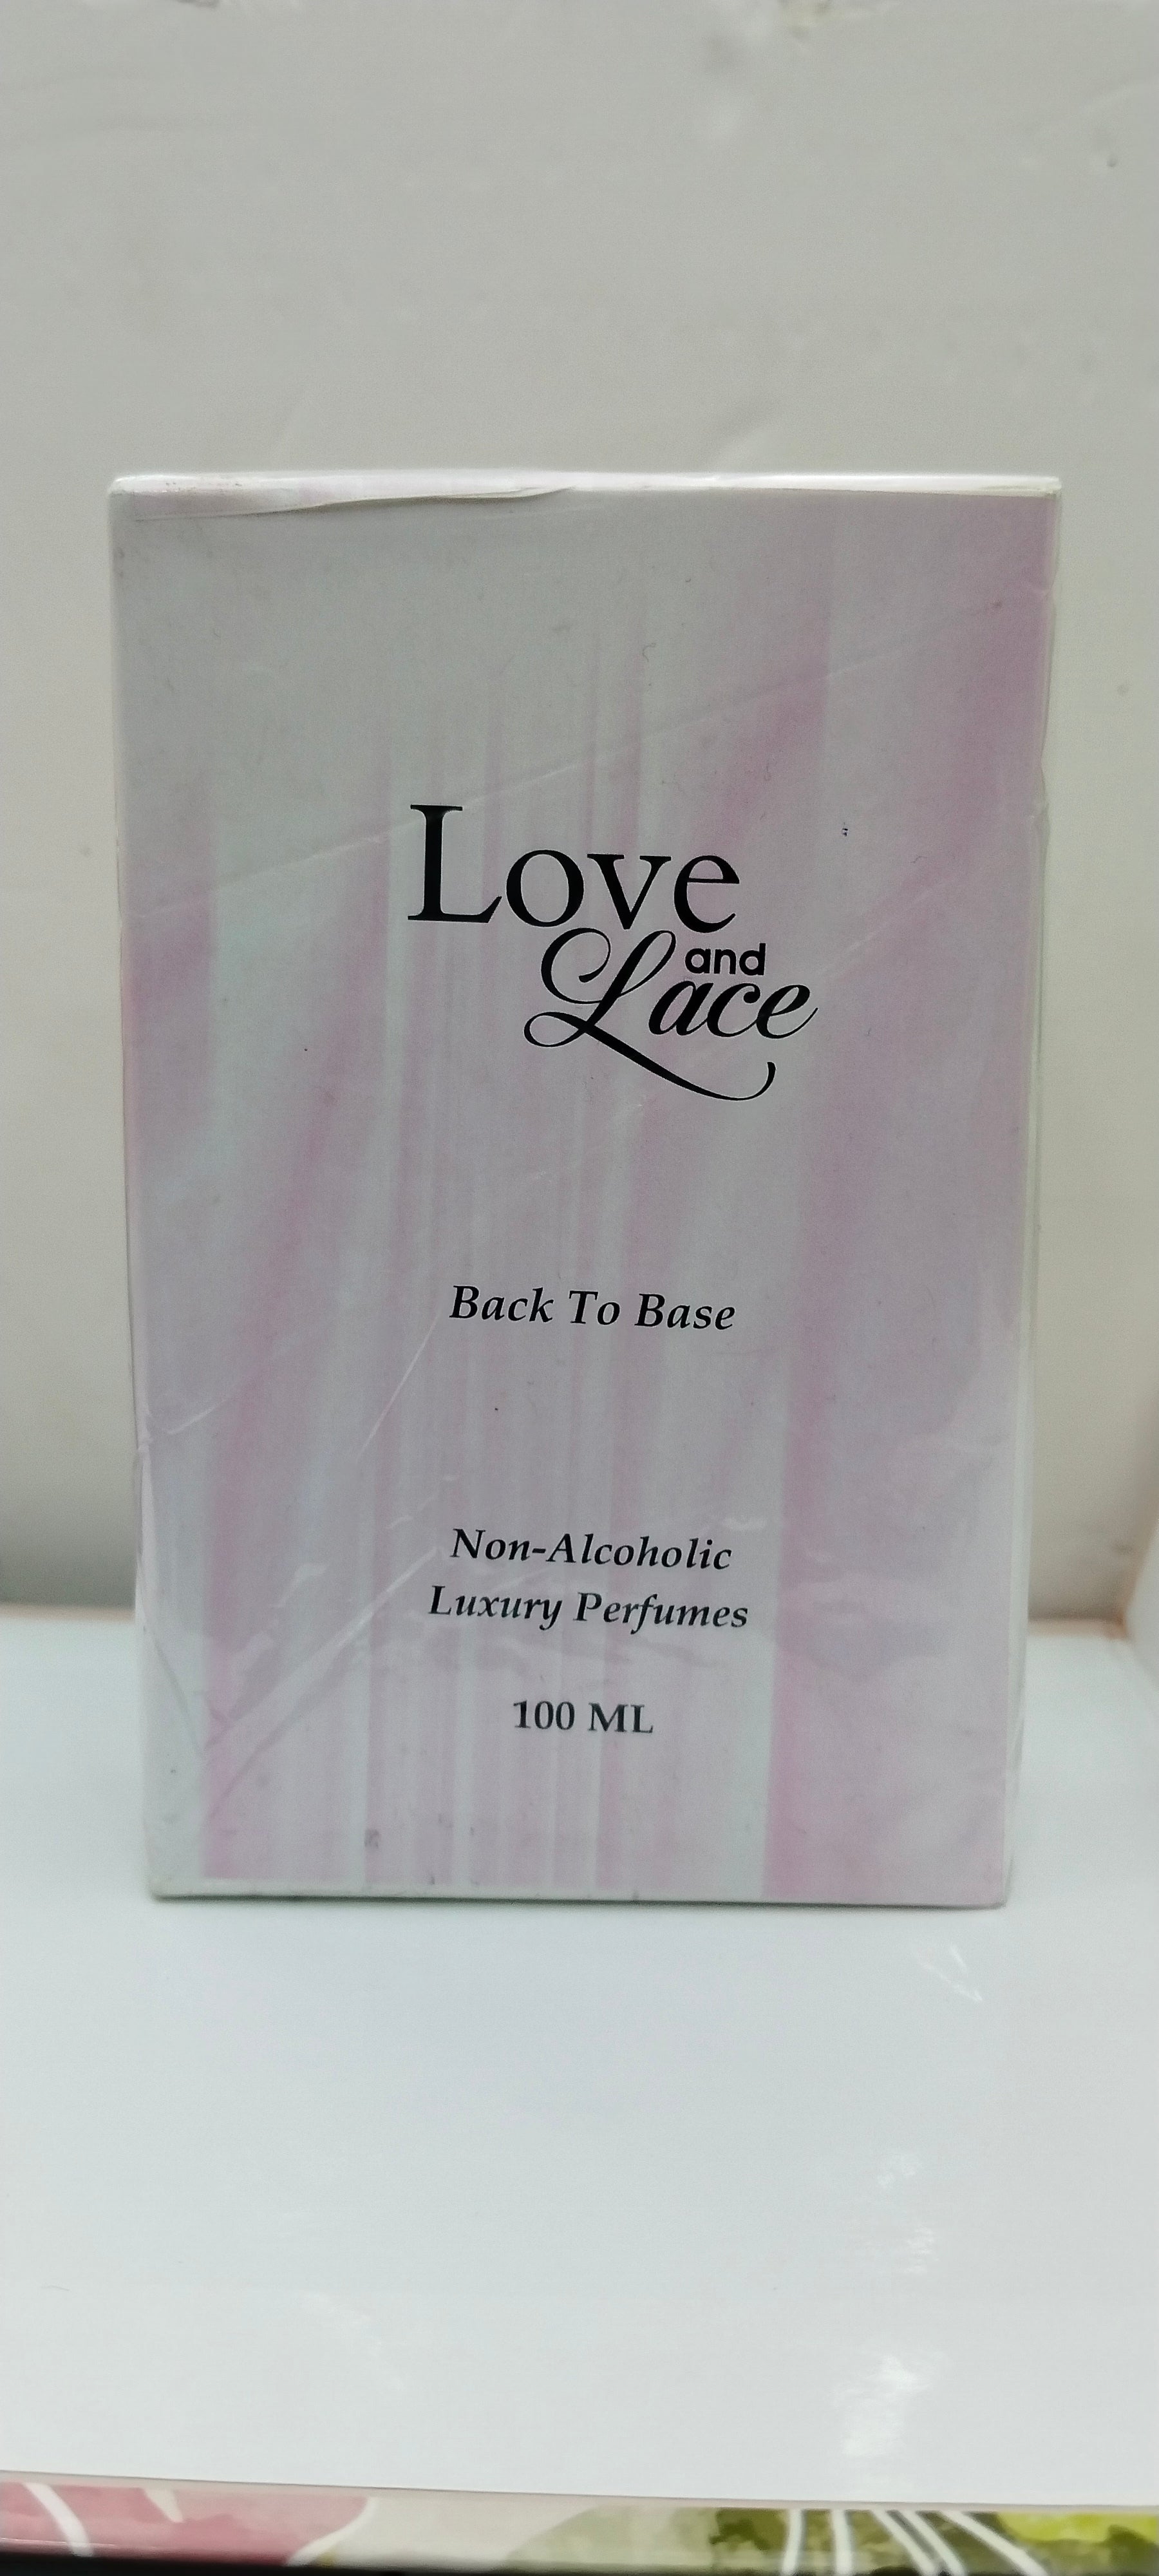 Love
and
Lace
Back To Base
Non-Alcoholic
Luxury Perfumes
100 ML